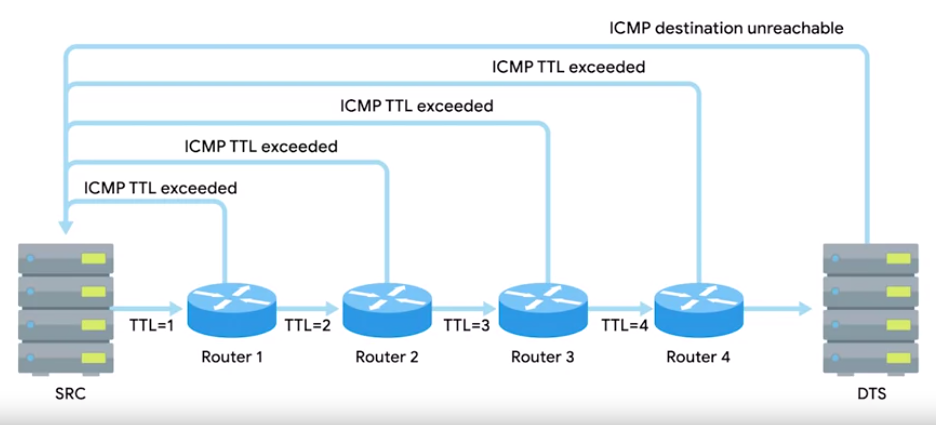 ICMP destination unreachable
ICMP TTL exceeded
ICMP TTL exceeded
ICMP TTL exceeded
ICMP TTL exceeded
TTL=1
TTL=2
TTL=3
TTL=4
Router 1
Router 2
Router 3
Router 4
SRC
DTS